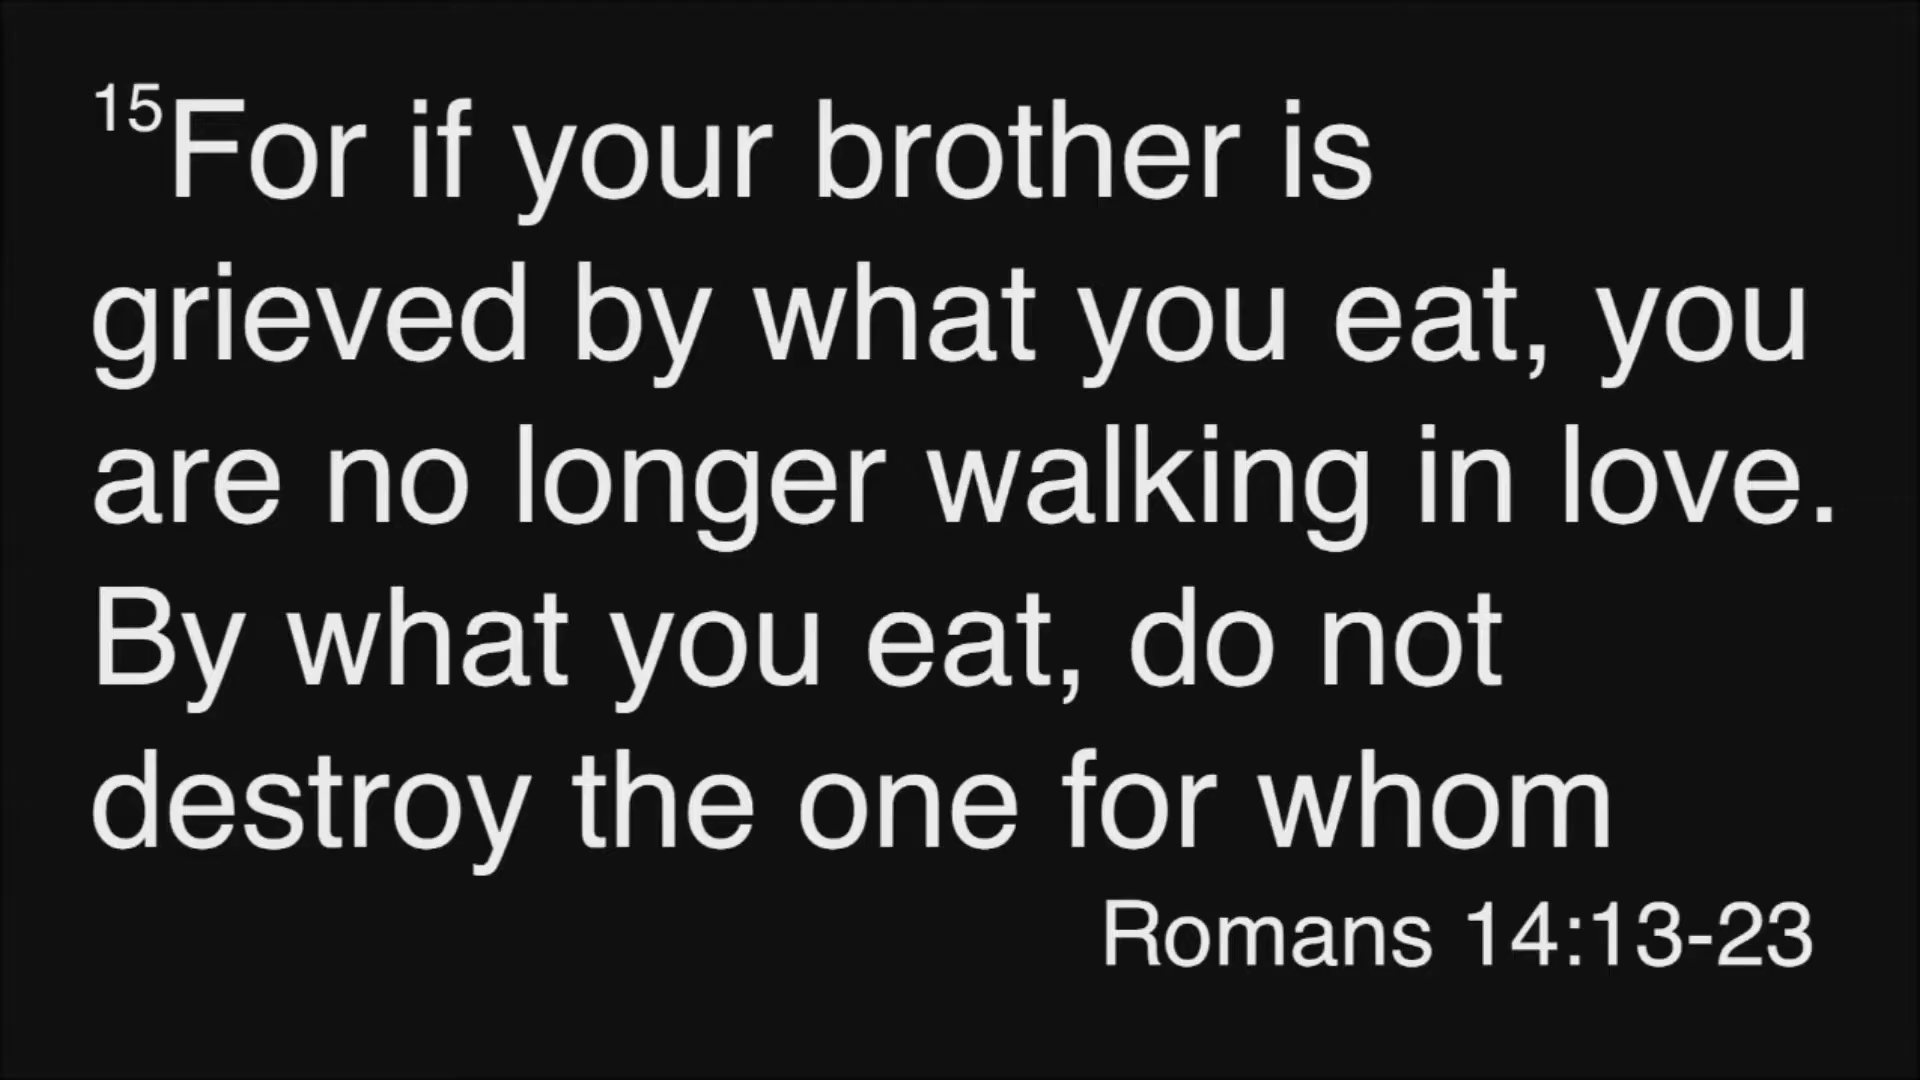 15For if your brother is
grieved by what you eat, you
are no longer walking in love.
By what you eat, do not
destroy the one for whom
Romans 14:13-23